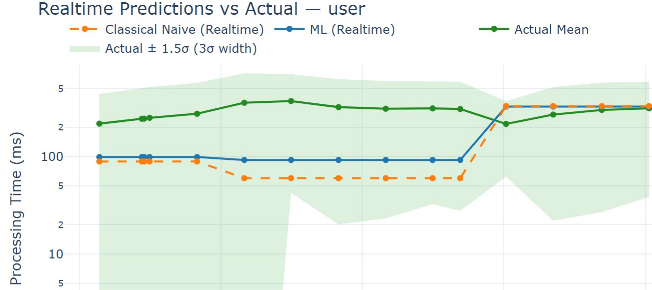 Realtime Predictions vs Actual — user
Classical Naive (Realtime) ML (Realtime) Actual Mean
Actual ± 1.5σ (3σ width)
Processing Time (ms)
5
2
100
5
2
10
5